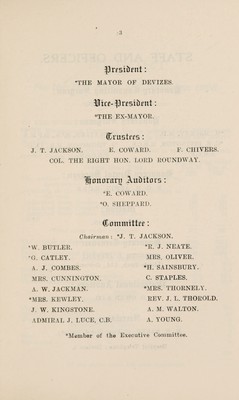 3
President:
*THE MAYOR OF DEVIZES.
Vice-President:
*THE EX-MAYOR.
Trustees:
J. T. JACKSON. E. COWARD. F. CHIVERS.
COL. THE RIGHT HON. LORD ROUNDWAY.
Honorary Auditors:
*E. COWARD.
*O. SHEPPARD.
Committee:
Chairman: *J. T. JACKSON,
*W. BUTLER. *R. J. NEATE.
*G. CATLEY. MRS. OLIVER.
A. J. COMBES. *H. SAINSBURY.
MRS. CUNNINGTON. C. STAPLES.
A. W. JACKMAN. *MRS. THORNELY.
*MRS. KEWLEY. REV. J. L. THOROLD.
J. W. KINGSTONE. A. M. WALTON.
ADMIRAL J. LUCE, C.B. A. YOUNG.
*Member of the Executive Committee.